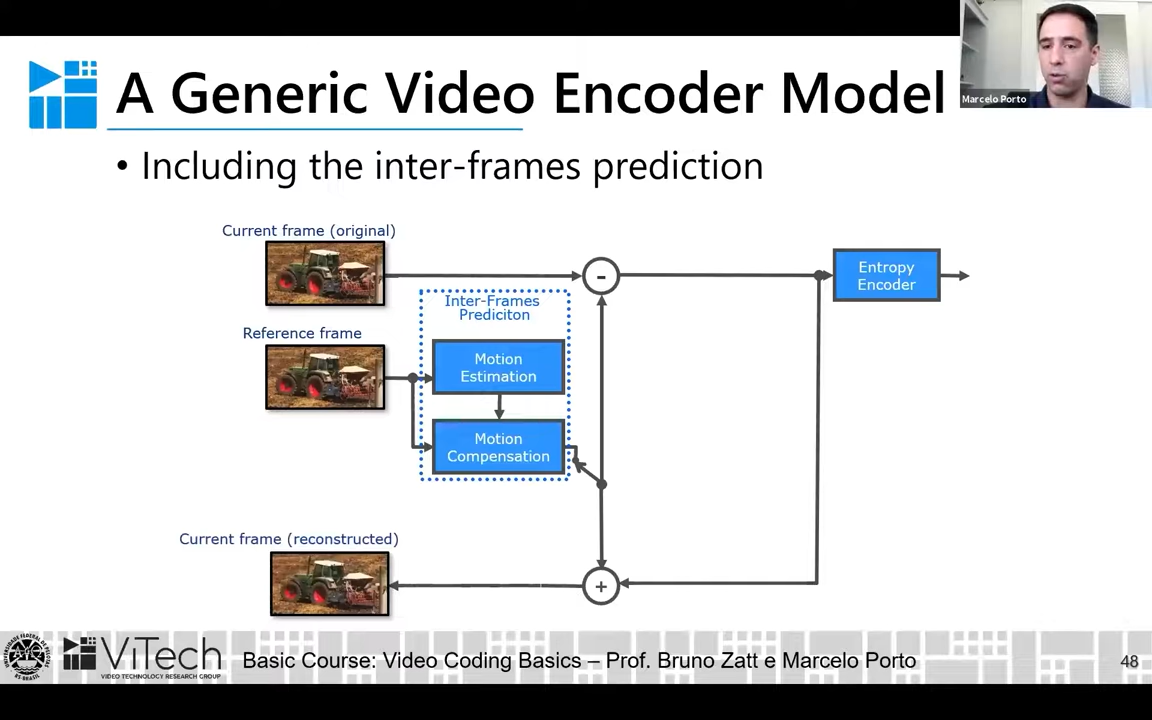 A Generic Video Encoder Model
Marcelo Porto
• Including the inter-frames prediction
Current frame (original)
-
Entropy
Encoder
Inter-Frames
Prediciton
Reference frame
Motion
Estimation
Motion
Compensation
Current frame (reconstructed)
+
ViTech
VIDEO TECHNOLOGY RESEARCH GROUP
Basic Course: Video Coding Basics – Prof. Bruno Zatt e Marcelo Porto
48